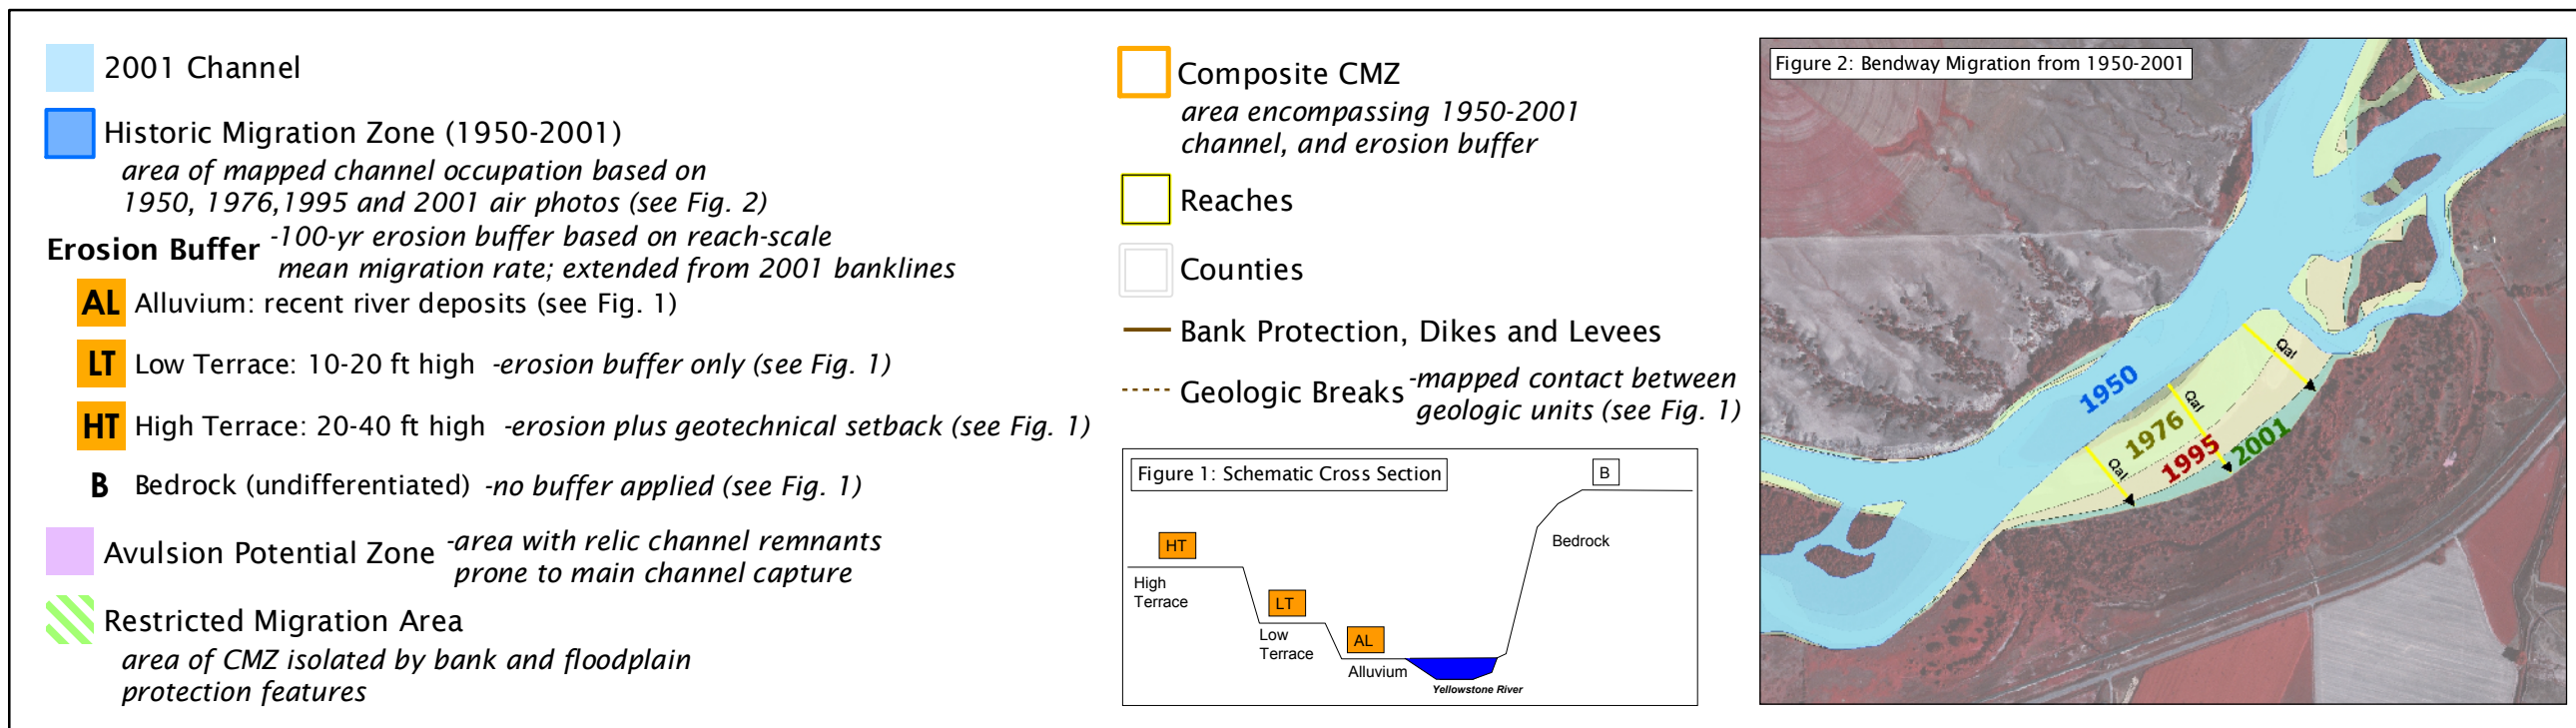 2001 Channel
Historic Migration Zone (1950-2001)
area of mapped channel occupation based on
1950, 1976,1995 and 2001 air photos (see Fig. 2)
Erosion Buffer -100-yr erosion buffer based on reach-scale
mean migration rate; extended from 2001 banklines
AL Alluvium: recent river deposits (see Fig. 1)
LT Low Terrace: 10-20 ft high -erosion buffer only (see Fig. 1)
HT High Terrace: 20-40 ft high -erosion plus geotechnical setback (see Fig. 1)
B Bedrock (undifferentiated) -no buffer applied (see Fig. 1)
Avulsion Potential Zone -area with relic channel remnants
prone to main channel capture
Restricted Migration Area
area of CMZ isolated by bank and floodplain
protection features
Composite CMZ
area encompassing 1950-2001
channel, and erosion buffer
Reaches
Counties
Bank Protection, Dikes and Levees
Geologic Breaks -mapped contact between
geologic units (see Fig. 1)
Figure 1: Schematic Cross Section
B
Bedrock
HT
High
Terrace
LT
Low
Terrace
AL
Alluvium
Yellowstone River
Figure 2: Bendway Migration from 1950-2001
Qal
1950
Qal
1976
2001
1995
Qal